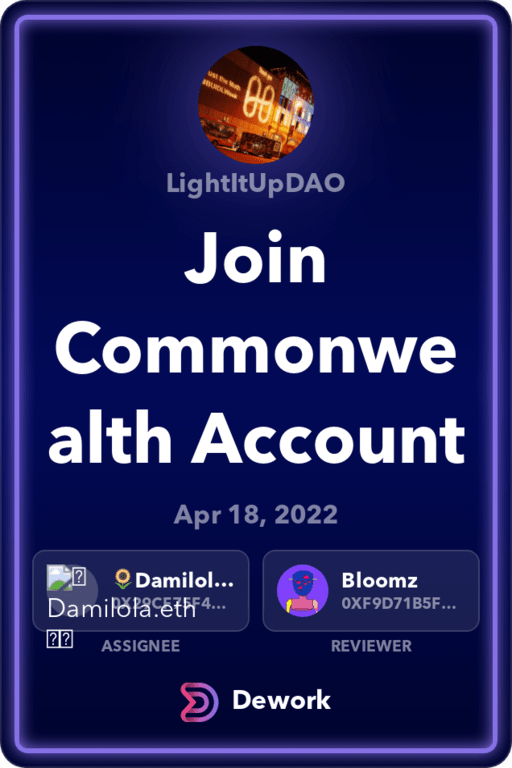 LightItUpDAO
Join
Commonwe
alth Account
Apr 18, 2022
🌻Damilol...
Damilola.eth
ASSIGNEE
Bloomz
0XF9D71B5F...
REVIEWER
Dework